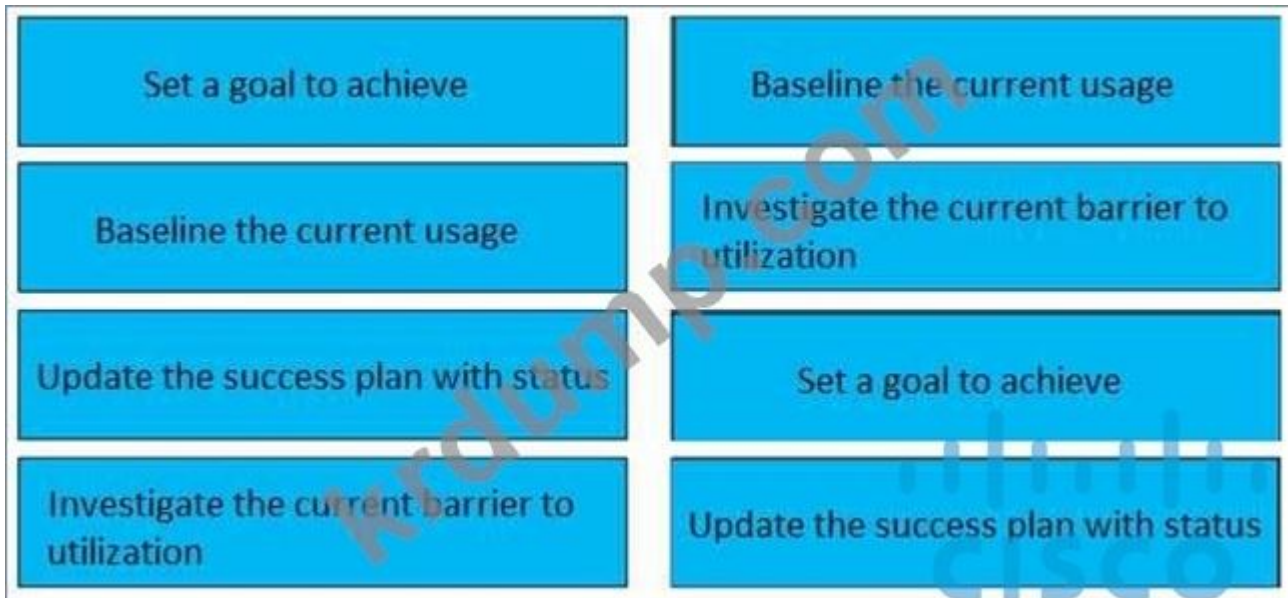 Set a goal to achieve
Baseline the current usage
Update the success plan with status
Investigate the current barrier to
utilization
Baseline the current usage
Investigate the current barrier to
utilization
Set a goal to achieve
Update the success plan with status
krdump.com
cisco